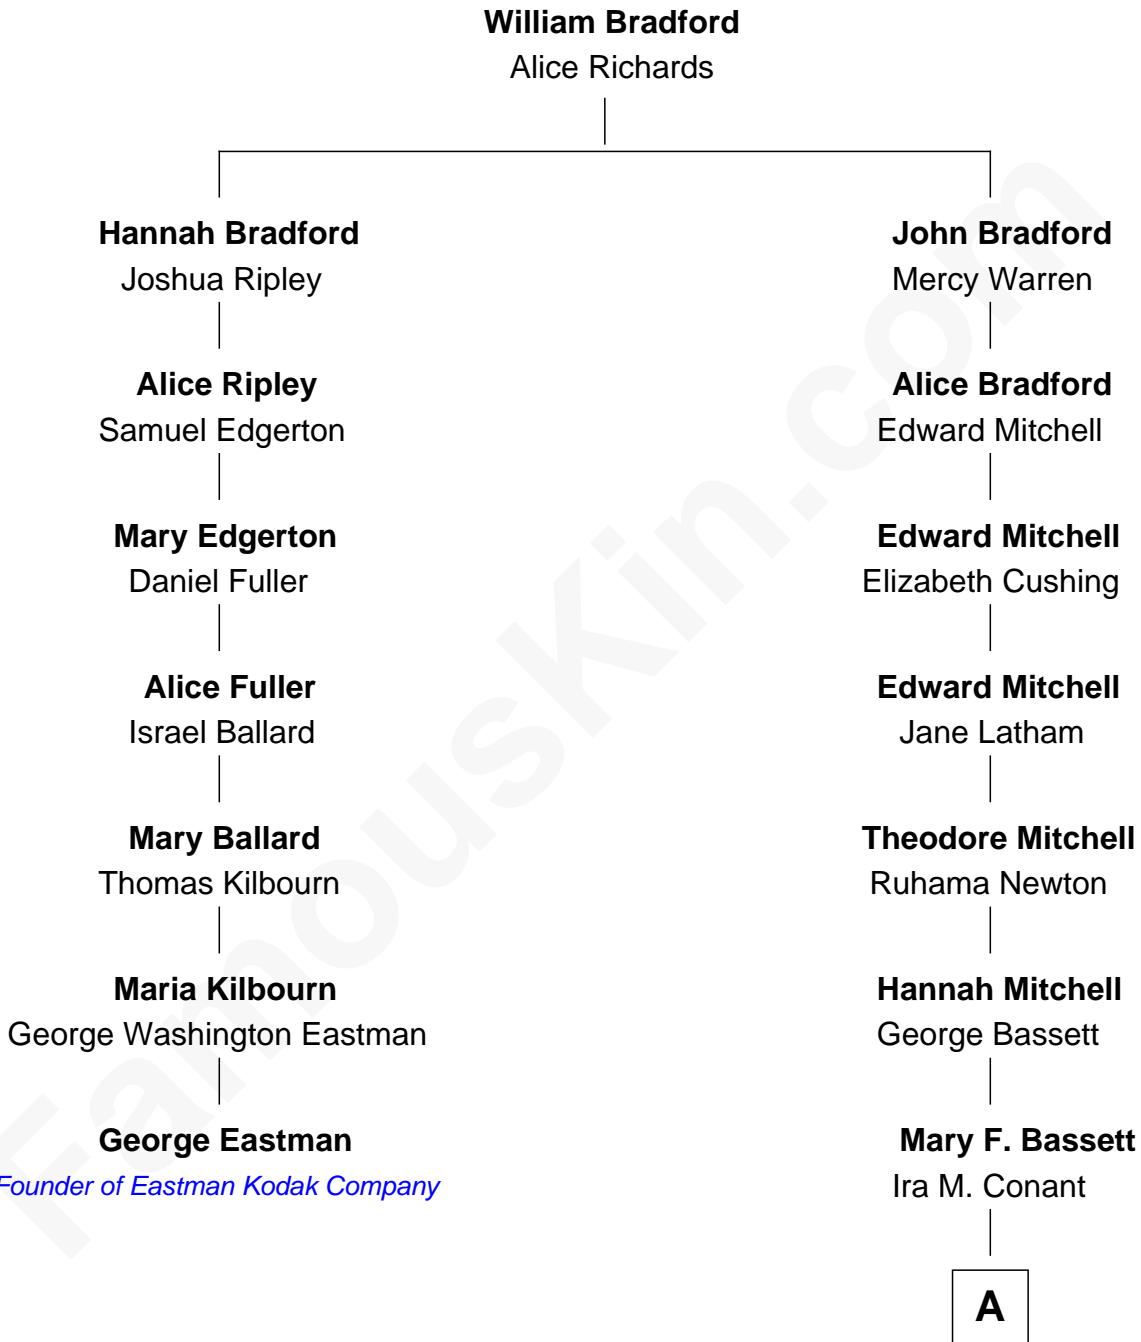 William Bradford
Alice Richards
Hannah Bradford
Joshua Ripley
John Bradford
Mercy Warren
Alice Ripley
Samuel Edgerton
Alice Bradford
Edward Mitchell
Mary Edgerton
Daniel Fuller
Edward Mitchell
Elizabeth Cushing
Alice Fuller
Israel Ballard
Edward Mitchell
Jane Latham
Mary Ballard
Thomas Kilbourn
Theodore Mitchell
Ruhama Newton
Maria Kilbourn
George Washington Eastman
Hannah Mitchell
George Bassett
George Eastman
Founder of Eastman Kodak Company
Mary F. Bassett
Ira M. Conant
A
FamousKin.com